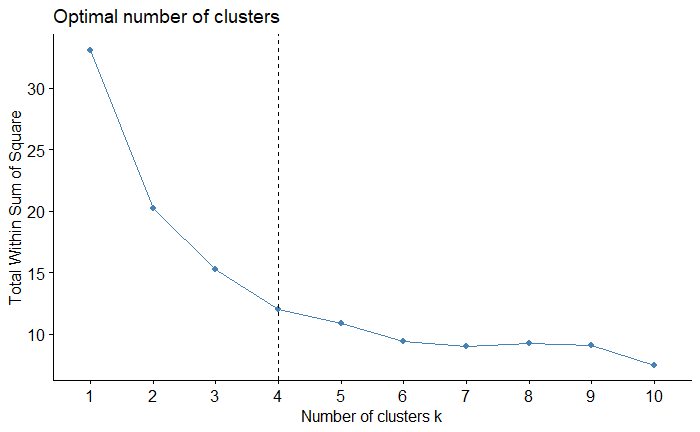 Optimal number of clusters
Total Within Sum of Square
30
25
20
15
10
1 2 3 4 5 6 7 8 9 10
Number of clusters k